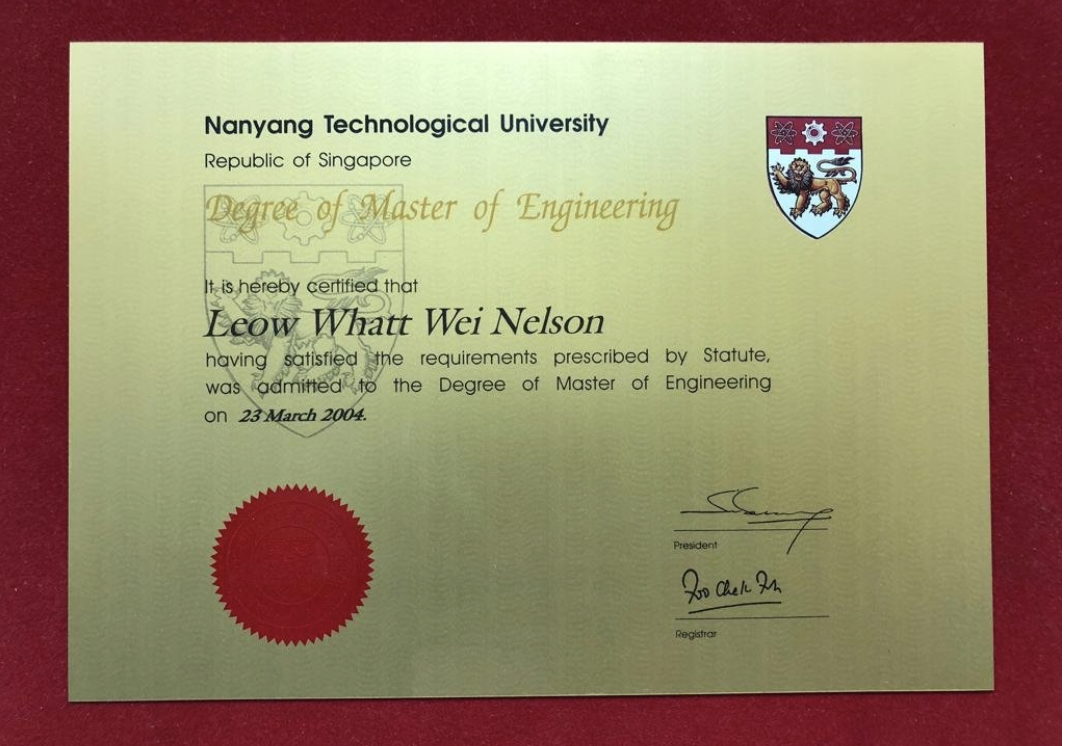 Nanyang Technological University
Republic of Singapore
Degree of Master of Engineering
It is hereby certified that
Leow Whatt Wei Nelson
having satisfied the requirements prescribed by Statute,
was admitted to the Degree of Master of Engineering
on 23 March 2004.
President
Registrar